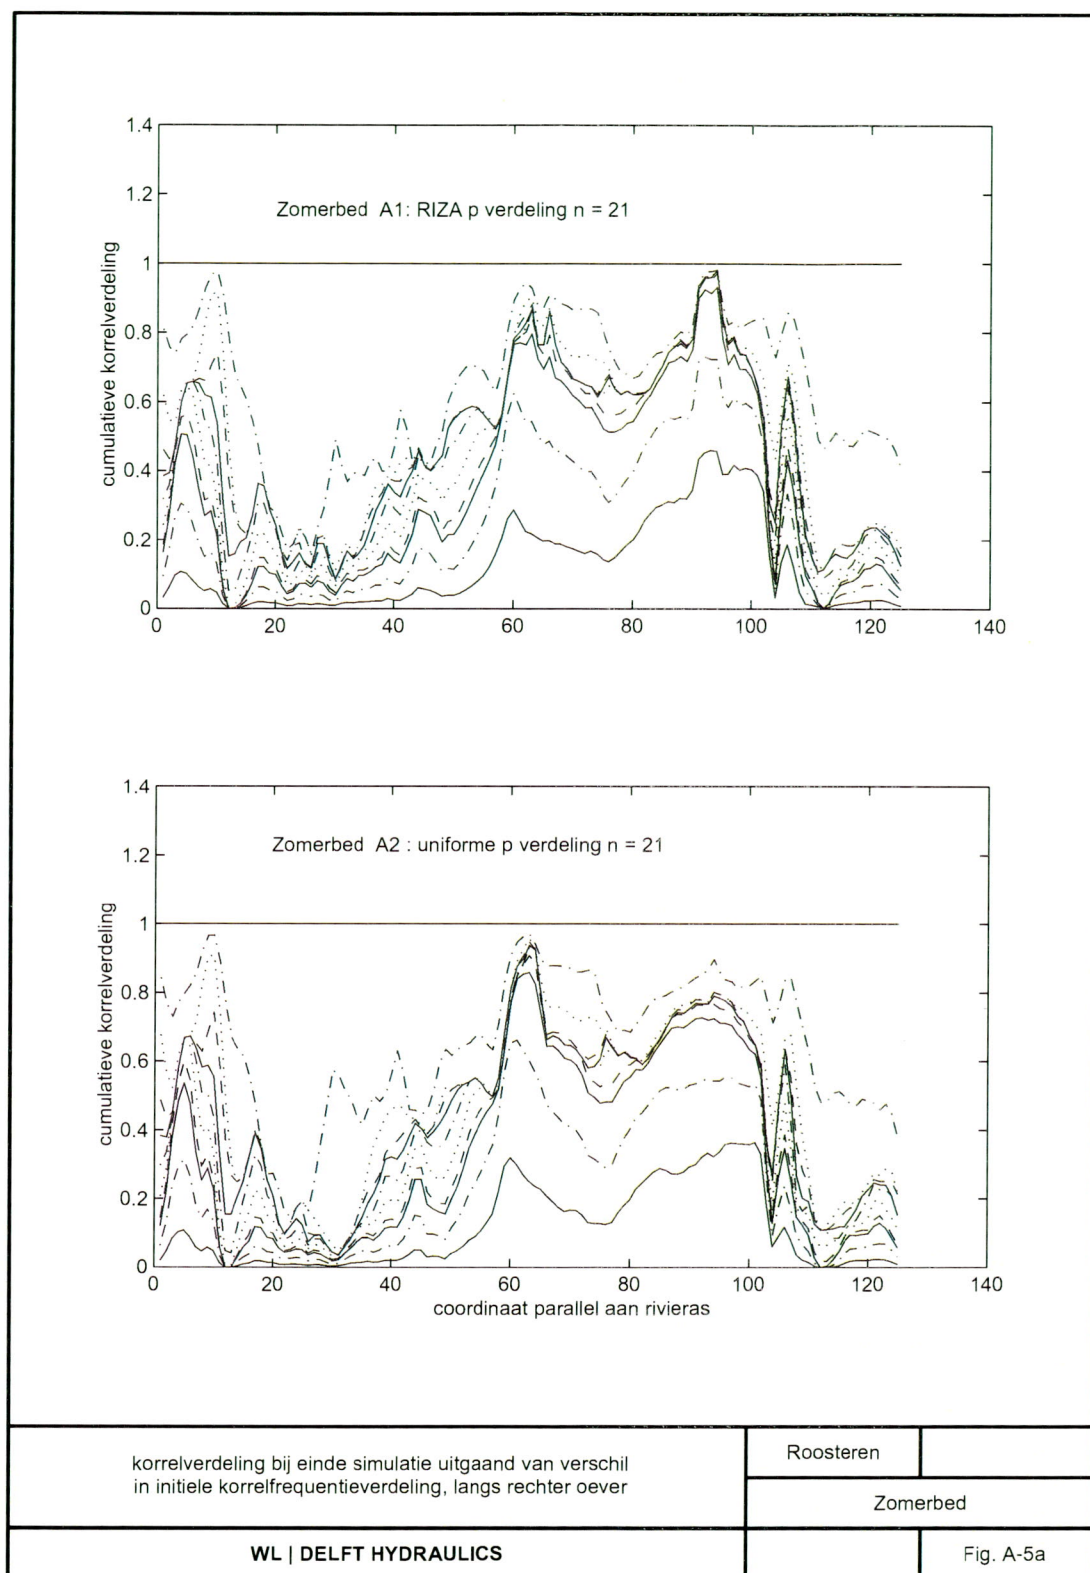 1.4
1.2
Zomerbed A1: RIZA p verdeling n = 21
1
0.8
0.6
0.4
0.2
0
cumulatieve korrelverdeling
0 20 40 60 80 100 120 140
1.4
1.2
Zomerbed A2 : uniforme p verdeling n = 21
1
0.8
0.6
0.4
0.2
0
cumulatieve korrelverdeling
0 20 40 60 80 100 120 140
coordinaat parallel aan rivieras
korrelverdeling bij einde simulatie uitgaand van verschil
in initiele korrelfrequentieverdeling, langs rechter oever
Roosteren
Zomerbed
WL | DELFT HYDRAULICS
Fig. A-5a